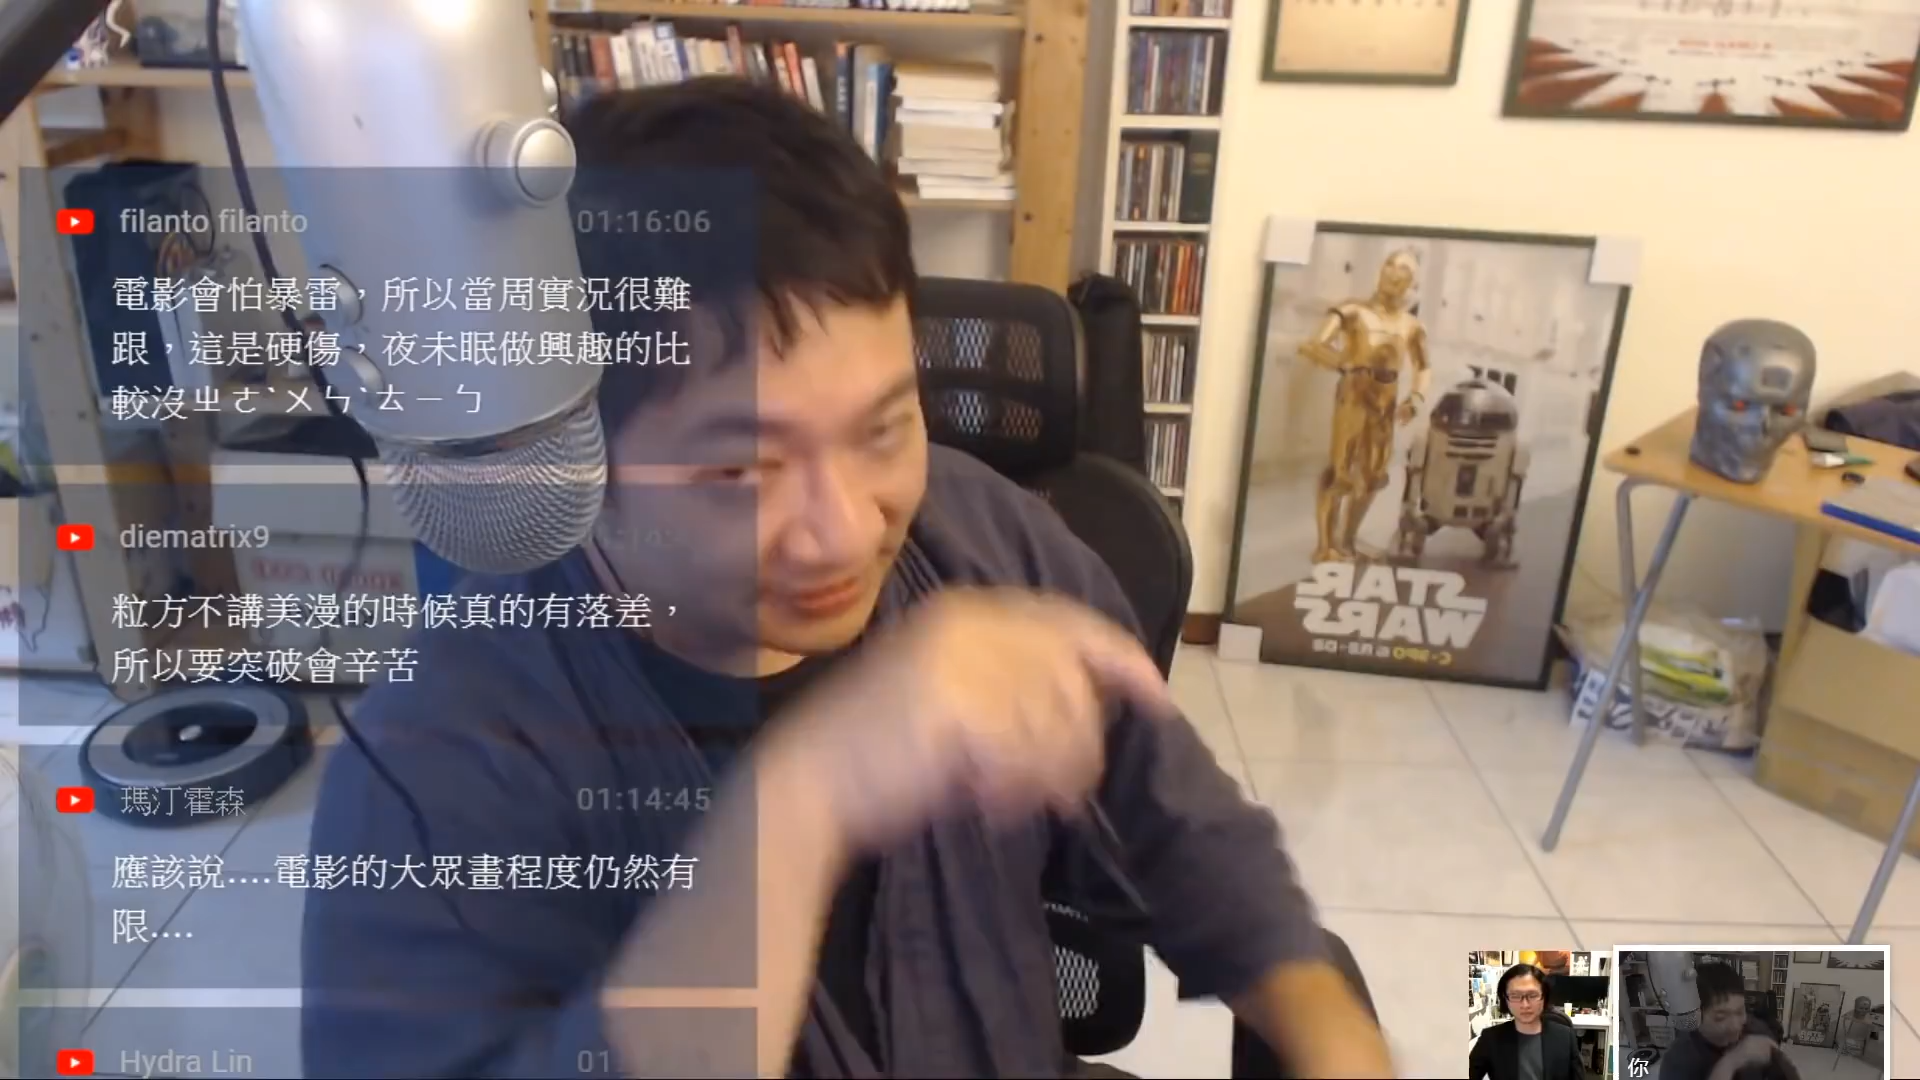 filanto filanto 01:16:06
電影會怕暴雷，所以當周實況很難
跟，這是硬傷，夜未眠做興趣的比
較沒ㄓㄜˋㄨㄣˋㄊㄧㄅ
diematrix9
粒方不講美漫的時候真的有落差，
所以要突破會辛苦
瑪汀霍森 01:14:45
應該說....電影的大眾畫程度仍然有
限....
Hydra Lin
STAR
WARS
你